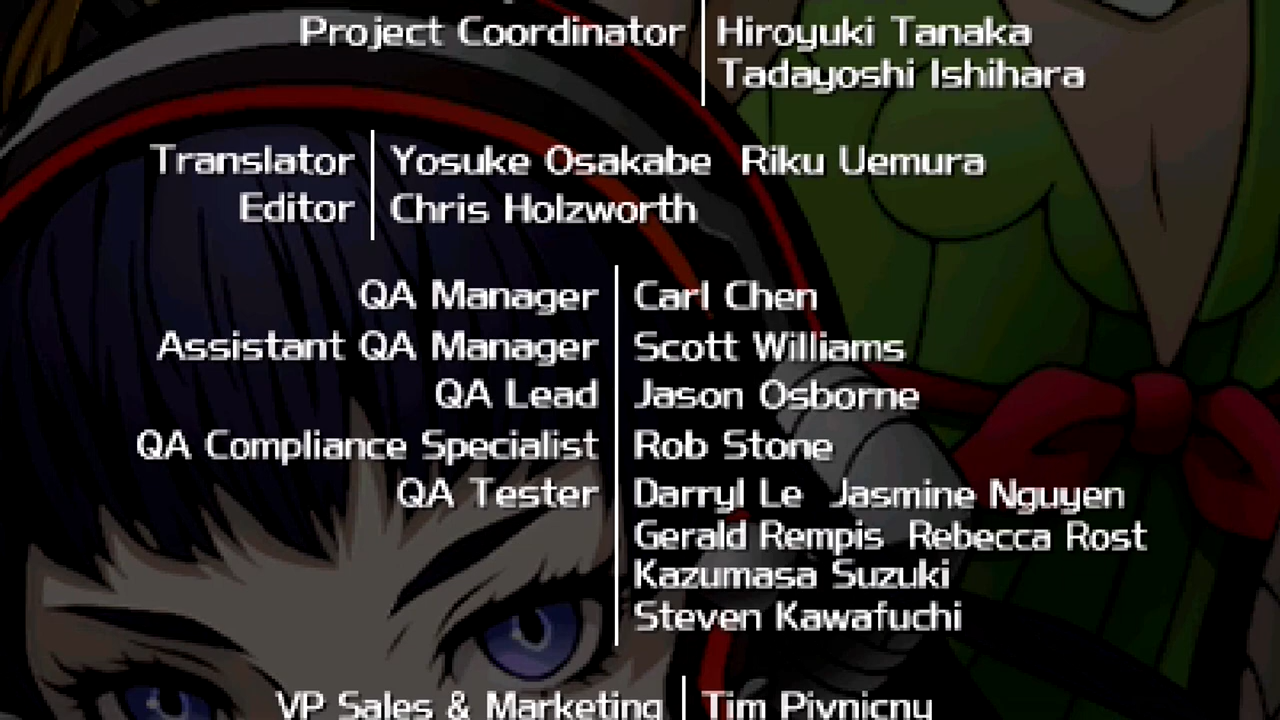 Project Coordinator Hiroyuki Tanaka
Tadayoshi Ishihara
Translator Yosuke Osakabe Riku Uemura
Editor Chris Holzworth
QA Manager Carl Chen
Assistant QA Manager Scott Williams
QA Lead Jason Osborne
QA Compliance Specialist Rob Stone
QA Tester Darryl Le Jasmine Nguyen
Gerald Rempis Rebecca Rost
Kazumasa Suzuki
Steven Kawafuchi
VP Sales & Marketing Tim Pivnicny